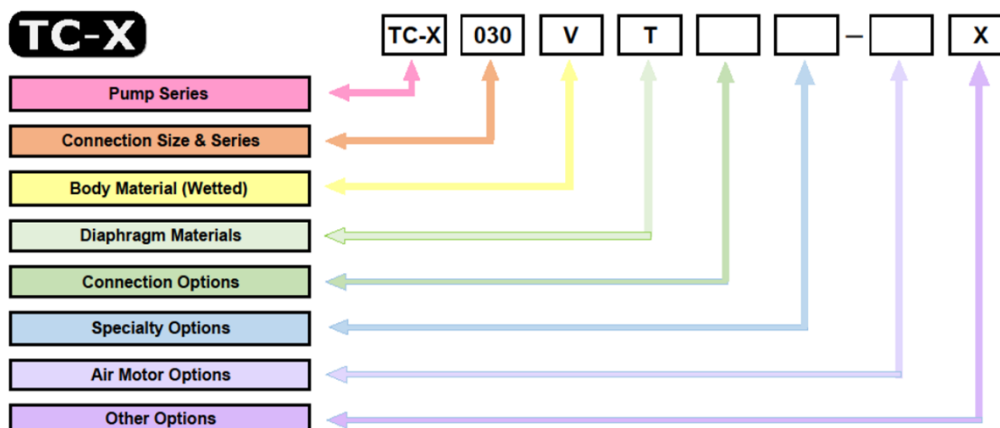 TC-X
TC-X 030 V T – X
Pump Series
Connection Size & Series
Body Material (Wetted)
Diaphragm Materials
Connection Options
Specialty Options
Air Motor Options
Other Options